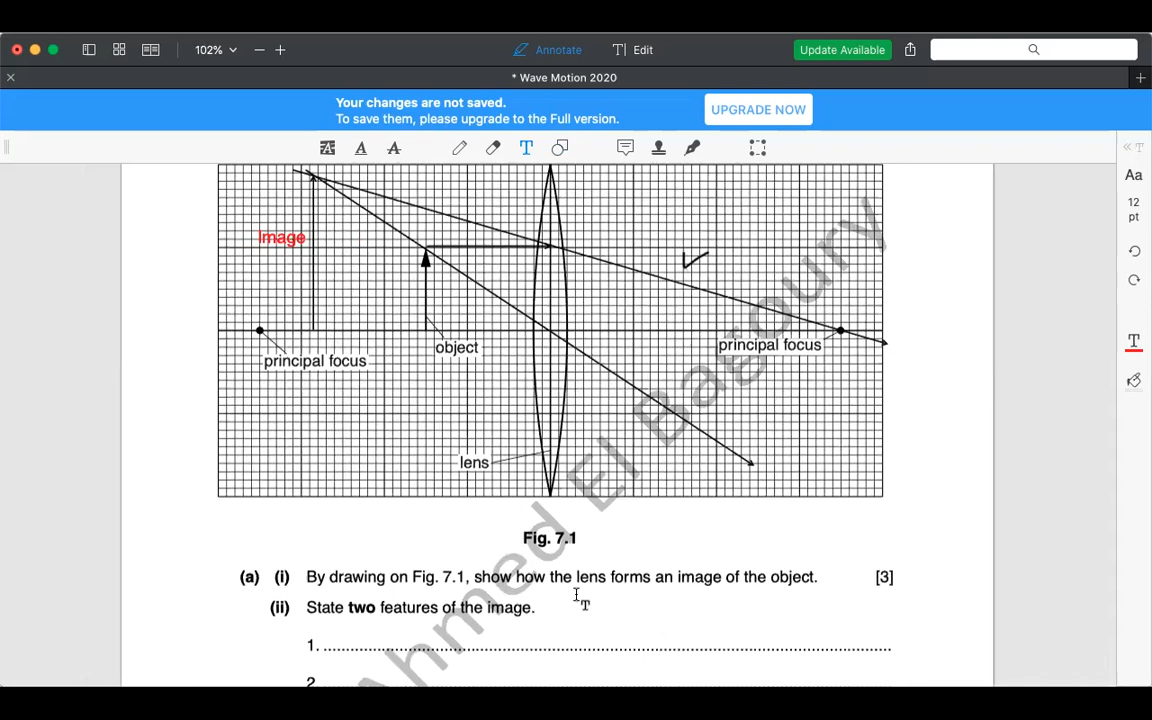 102%
Annotate
T| Edit
Update Available
* Wave Motion 2020
Your changes are not saved.
To save them, please upgrade to the Full version.
UPGRADE NOW
Aa
12
pt
Image
object
principal focus
principal focus
lens
Ahmed El Bagoury
Fig. 7.1
(a) (i) By drawing on Fig. 7.1, show how the lens forms an image of the object. [3]
(ii) State two features of the image.
1. ........................................................................
2.